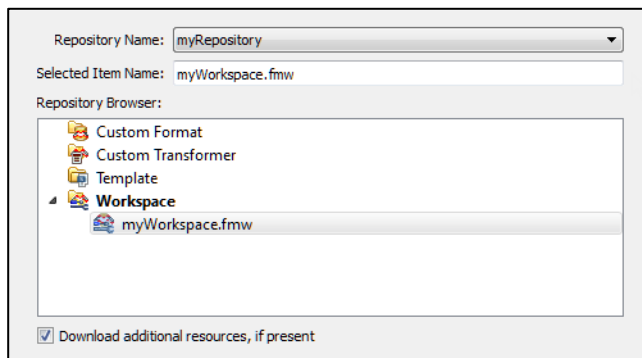 Repository Name: myRepository
Selected Item Name: myWorkspace.fmw
Repository Browser:
Custom Format
Custom Transformer
Template
Workspace
myWorkspace.fmw
Download additional resources, if present